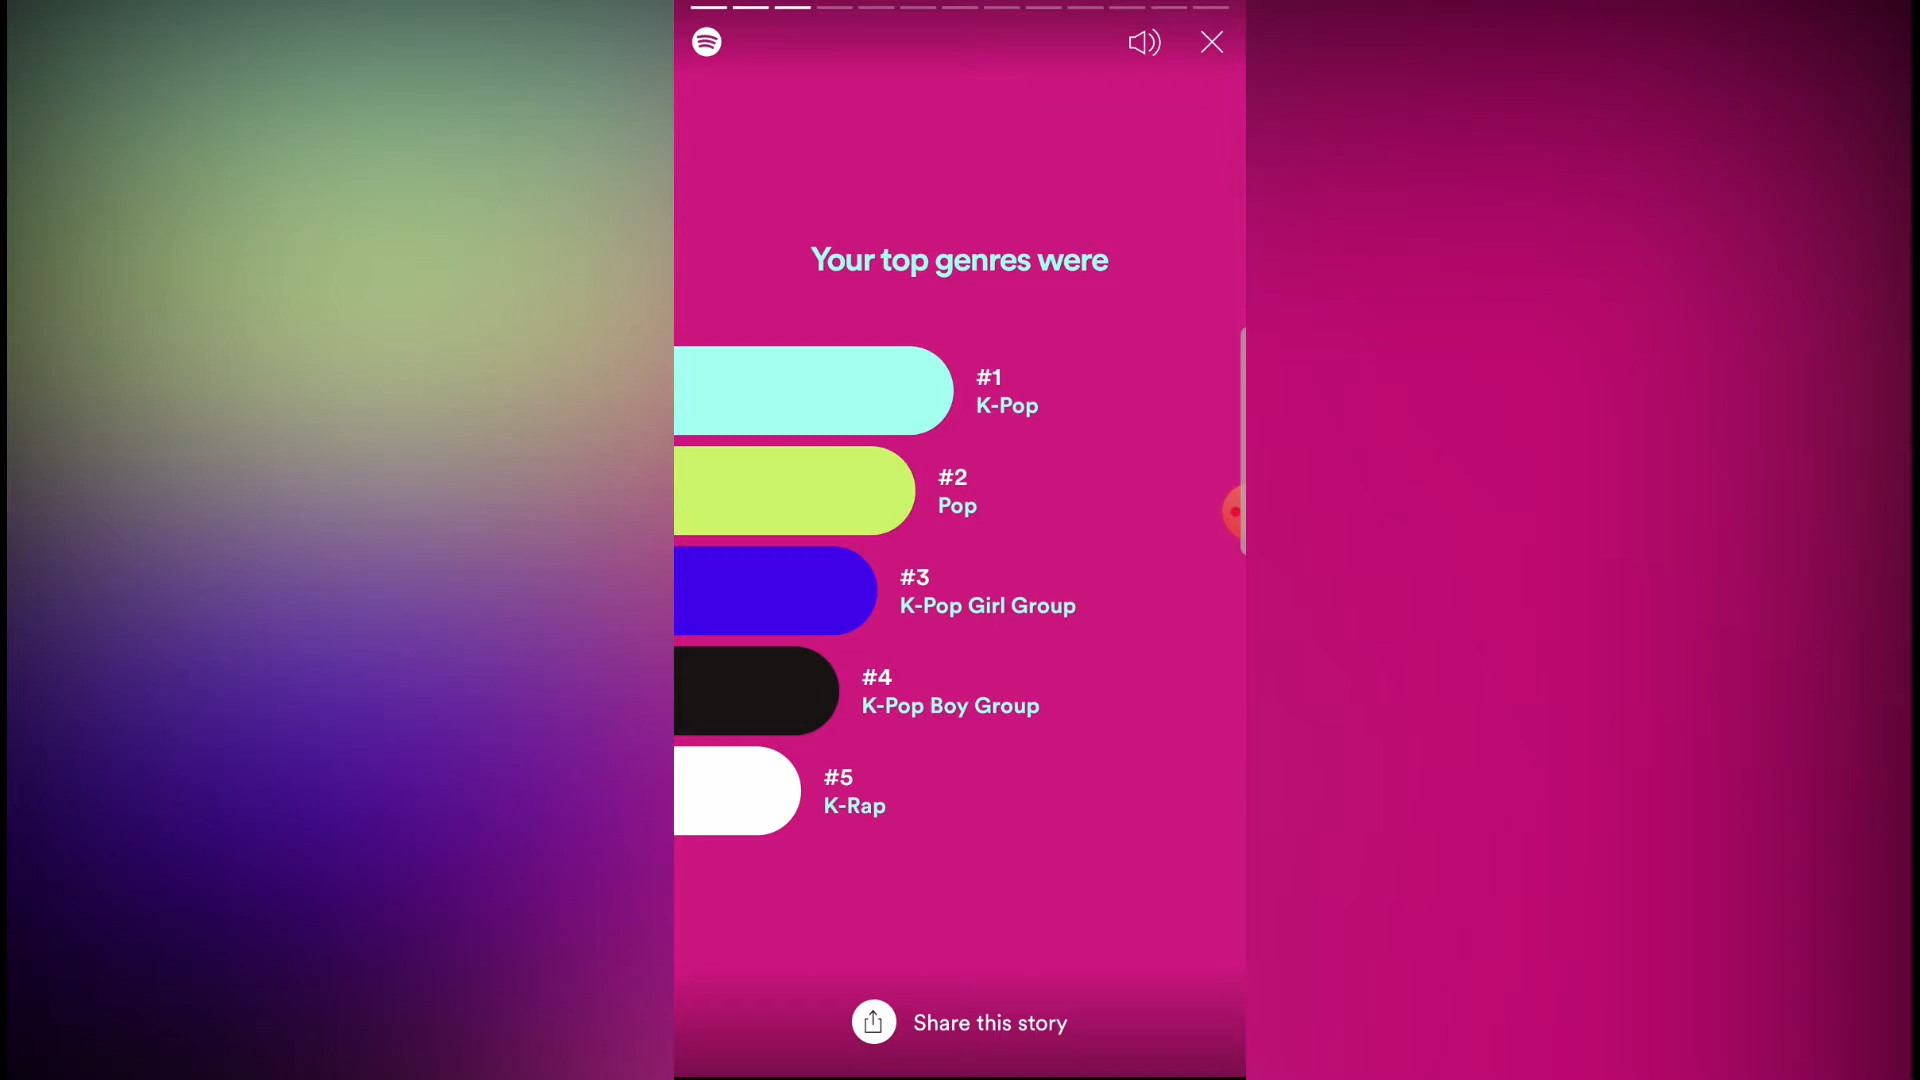 Your top genres were
#1
K-Pop
#2
Pop
#3
K-Pop Girl Group
#4
K-Pop Boy Group
#5
K-Rap
Share this story